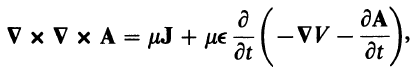 ∇ × ∇ × A = μJ + μϵ ∂/∂t (−∇V − ∂A/∂t),